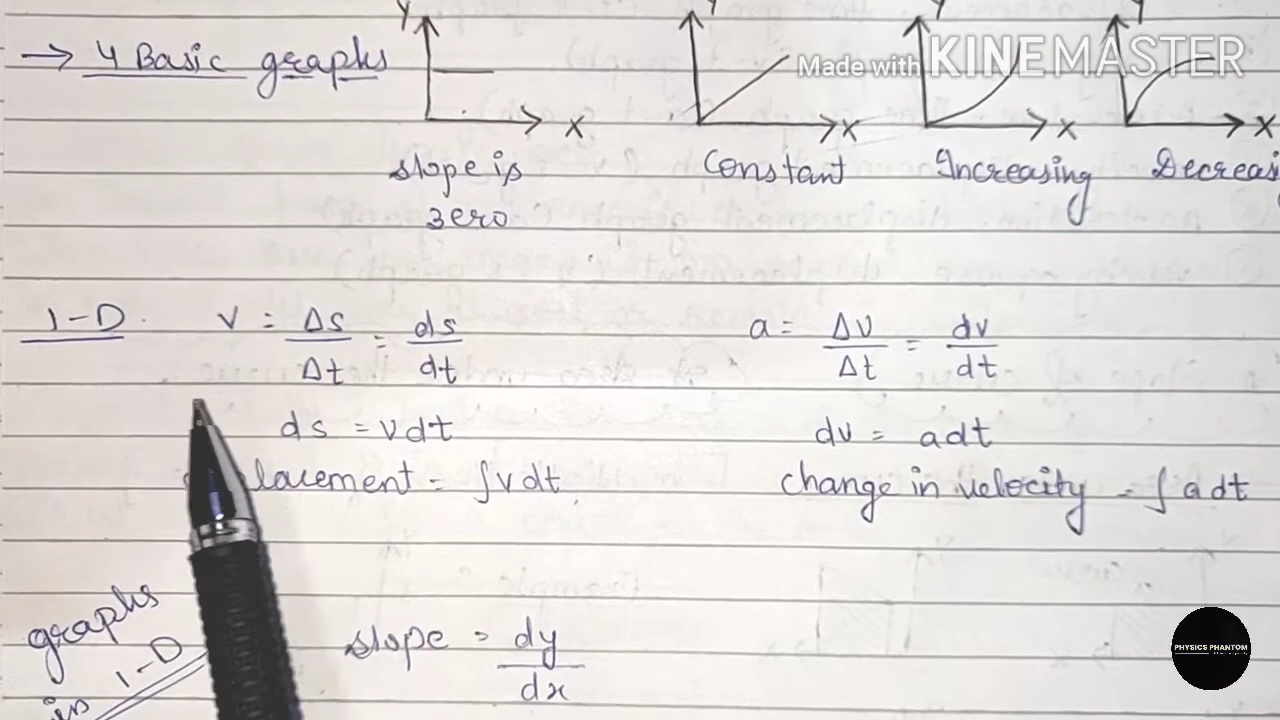 → 4 Basic graphs
Y Y Y Y
Made with KINEMASTER
X X X X
slope is zero
Constant
Increasing
Decreasi
1-D. v = Δs/Δt = ds/dt
a = Δv/Δt = dv/dt
ds = vdt
dv = adt
lacement = ∫vdt.
change in velocity = ∫adt
graphs
in 1-D
slope = dy/dx
PHYSICS PHANTOM